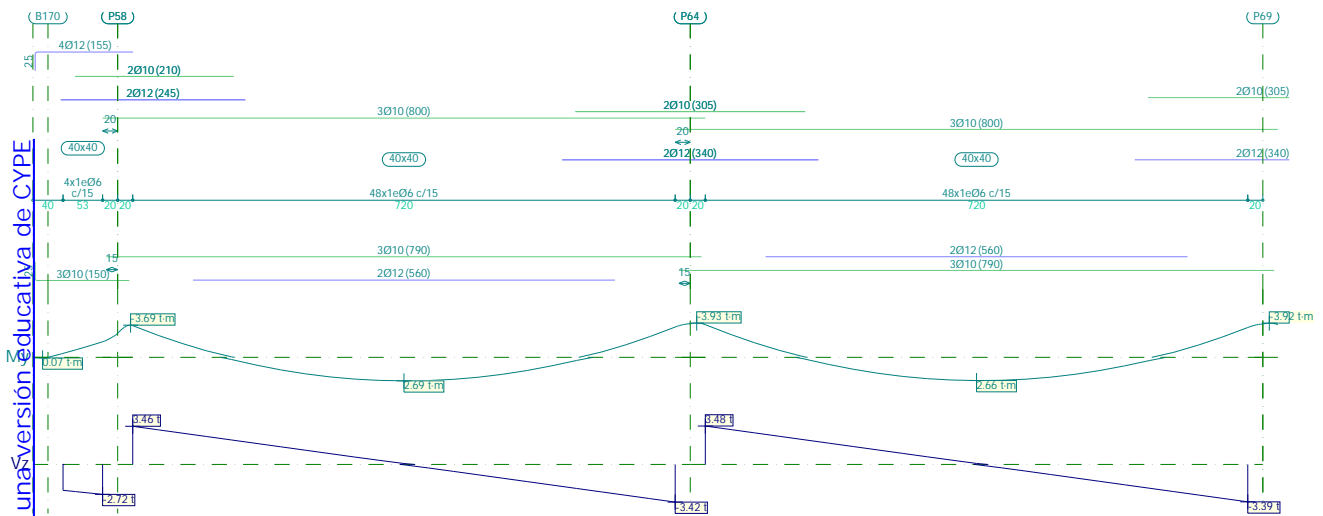 B170 P58 P64 P69
4Ø12 (155)
25
2Ø10 (210)
2Ø12 (245)
2Ø10 (305)
2Ø10 (305)
20
3Ø10 (800)
20
3Ø10 (800)
40x40
40x40
2Ø12 (340)
40x40
2Ø12 (340)
4x1eØ6
c/15
48x1eØ6 c/15
48x1eØ6 c/15
40 53 20 20 720 20 20 720 20
3Ø10 (790)
2Ø12 (560)
15
3Ø10 (150)
2Ø12 (560)
15
3Ø10 (790)
-3.69 t·m
-3.93 t·m
-3.92 t·m
My
0.07 t·m
2.69 t·m
2.66 t·m
3.46 t
3.48 t
Vz
-2.72 t
-3.42 t
-3.39 t
una versión educativa de CYPE